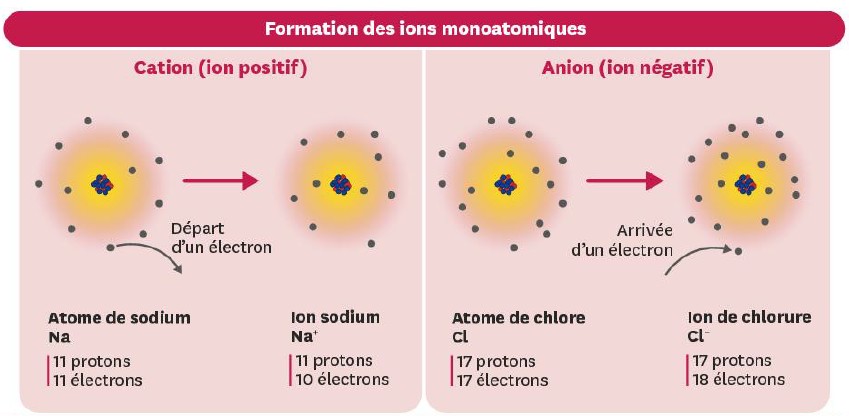 Formation des ions monoatomiques
Cation (ion positif)
Départ
d'un électron
Atome de sodium
Na
11 protons
11 électrons
Ion sodium
Na⁺
11 protons
10 électrons
Anion (ion négatif)
Arrivée
d'un électron
Atome de chlore
Cl
17 protons
17 électrons
Ion de chlorure
Cl⁻
17 protons
18 électrons